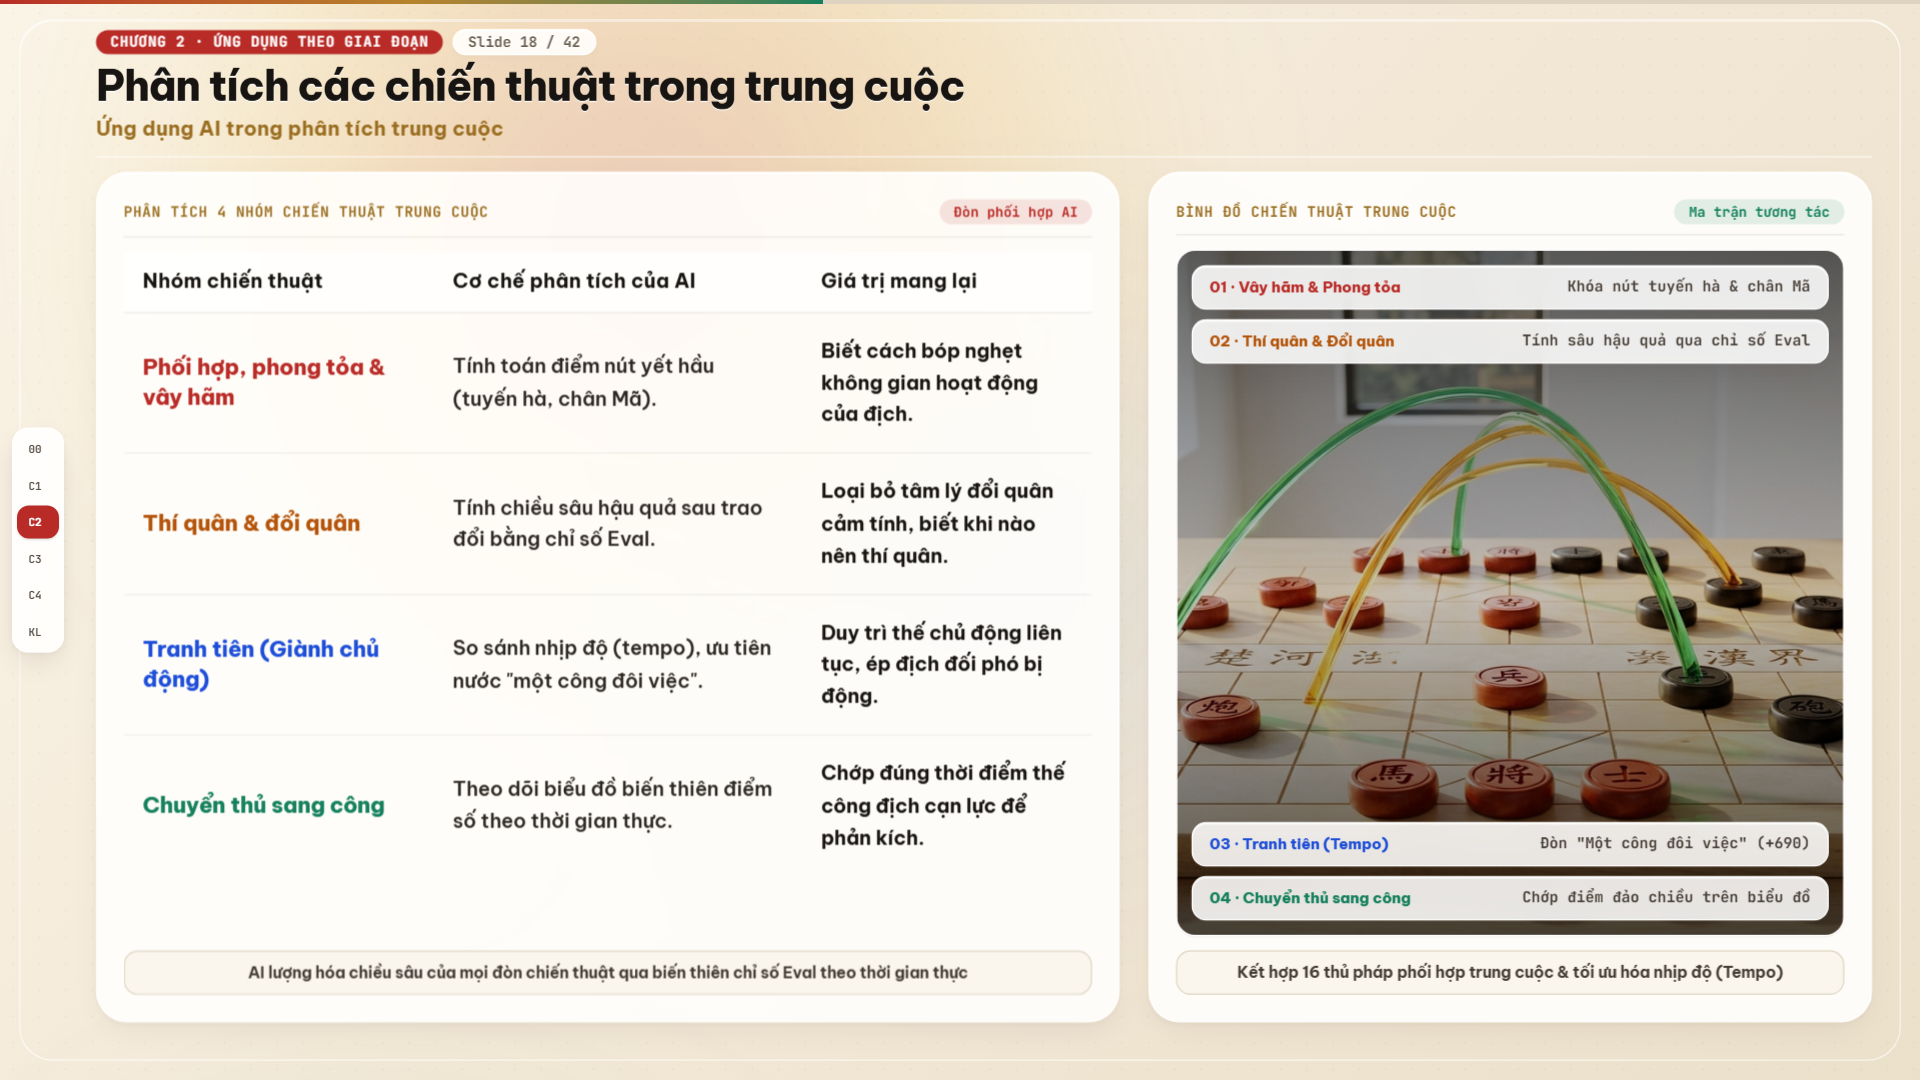 CHƯƠNG 2 · ỨNG DỤNG THEO GIAI ĐOẠN
Slide 18 / 42
Phân tích các chiến thuật trong trung cuộc
Ứng dụng AI trong phân tích trung cuộc
00
C1
C2
C3
C4
KL
PHÂN TÍCH 4 NHÓM CHIẾN THUẬT TRUNG CUỘC
Đòn phối hợp AI
Nhóm chiến thuật
Cơ chế phân tích của AI
Giá trị mang lại
Phối hợp, phong tỏa &
vây hãm
Tính toán điểm nút yết hầu
(tuyến hà, chân Mã).
Biết cách bóp nghẹt
không gian hoạt động
của địch.
Thí quân & đổi quân
Tính chiều sâu hậu quả sau trao
đổi bằng chỉ số Eval.
Loại bỏ tâm lý đổi quân
cảm tính, biết khi nào
nên thí quân.
Tranh tiên (Giành chủ
động)
So sánh nhịp độ (tempo), ưu tiên
nước "một công đôi việc".
Duy trì thế chủ động liên
tục, ép địch đối phó bị
động.
Chuyển thủ sang công
Theo dõi biểu đồ biến thiên điểm
số theo thời gian thực.
Chớp đúng thời điểm thế
công địch cạn lực để
phản kích.
AI lượng hóa chiều sâu của mọi đòn chiến thuật qua biến thiên chỉ số Eval theo thời gian thực
BÌNH ĐỒ CHIẾN THUẬT TRUNG CUỘC
Ma trận tương tác
01 · Vây hãm & Phong tỏa
Khóa nút tuyến hà & chân Mã
02 · Thí quân & Đổi quân
Tính sâu hậu quả qua chỉ số Eval
楚 河
漢 界
兵
炮
砲
馬 將 士
03 · Tranh tiên (Tempo)
Đòn "Một công đôi việc" (+690)
04 · Chuyển thủ sang công
Chớp điểm đảo chiều trên biểu đồ
Kết hợp 16 thủ pháp phối hợp trung cuộc & tối ưu hóa nhịp độ (Tempo)